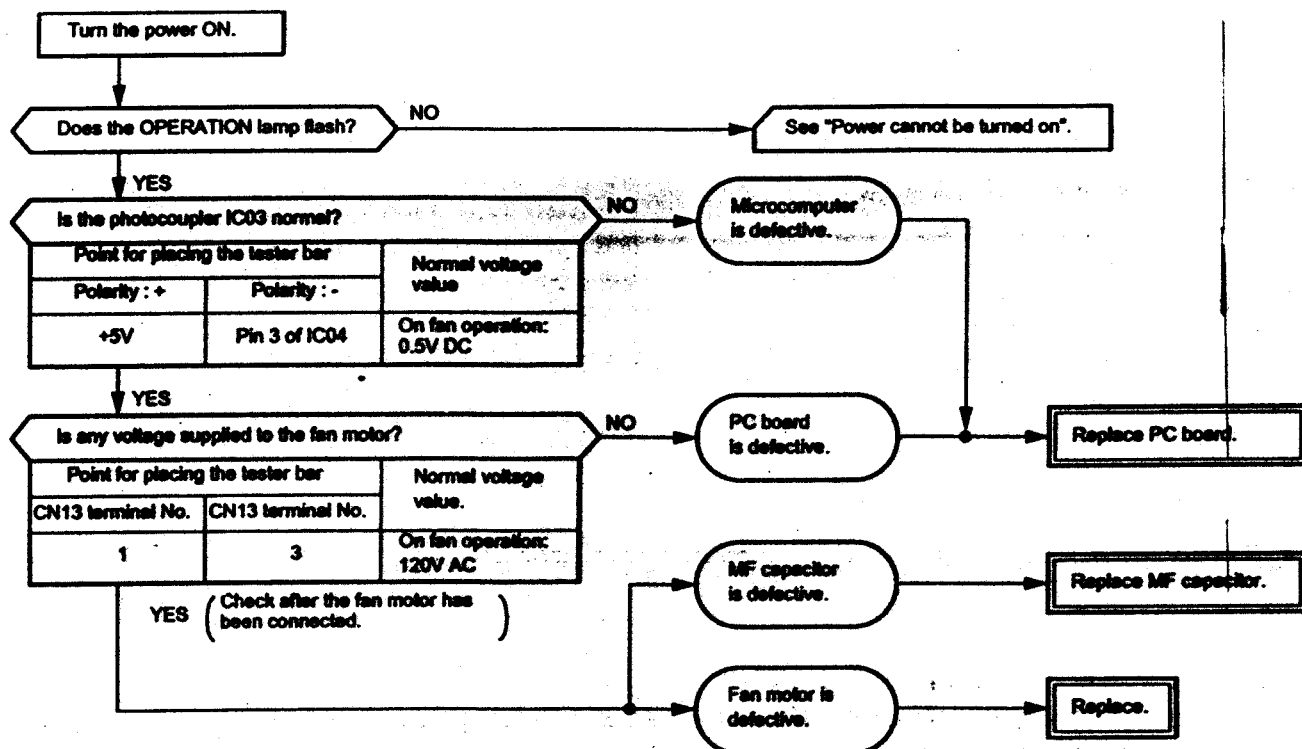 Turn the power ON.
Does the OPERATION lamp flash?
NO
See "Power cannot be turned on".
YES
Is the photocoupler IC03 normal?
NO
Microcomputer
is defective.
Point for placing the tester bar
Normal voltage
value
Polarity : +
Polarity : -
+5V
Pin 3 of IC04
On fan operation:
0.5V DC
YES
Is any voltage supplied to the fan motor?
NO
PC board
is defective.
Replace PC board.
Point for placing the tester bar
Normal voltage
value.
CN13 terminal No.
CN13 terminal No.
1
3
On fan operation:
120V AC
MF capacitor
is defective.
Replace MF capacitor.
YES
(Check after the fan motor has
been connected.)
Fan motor is
defective.
Replace.